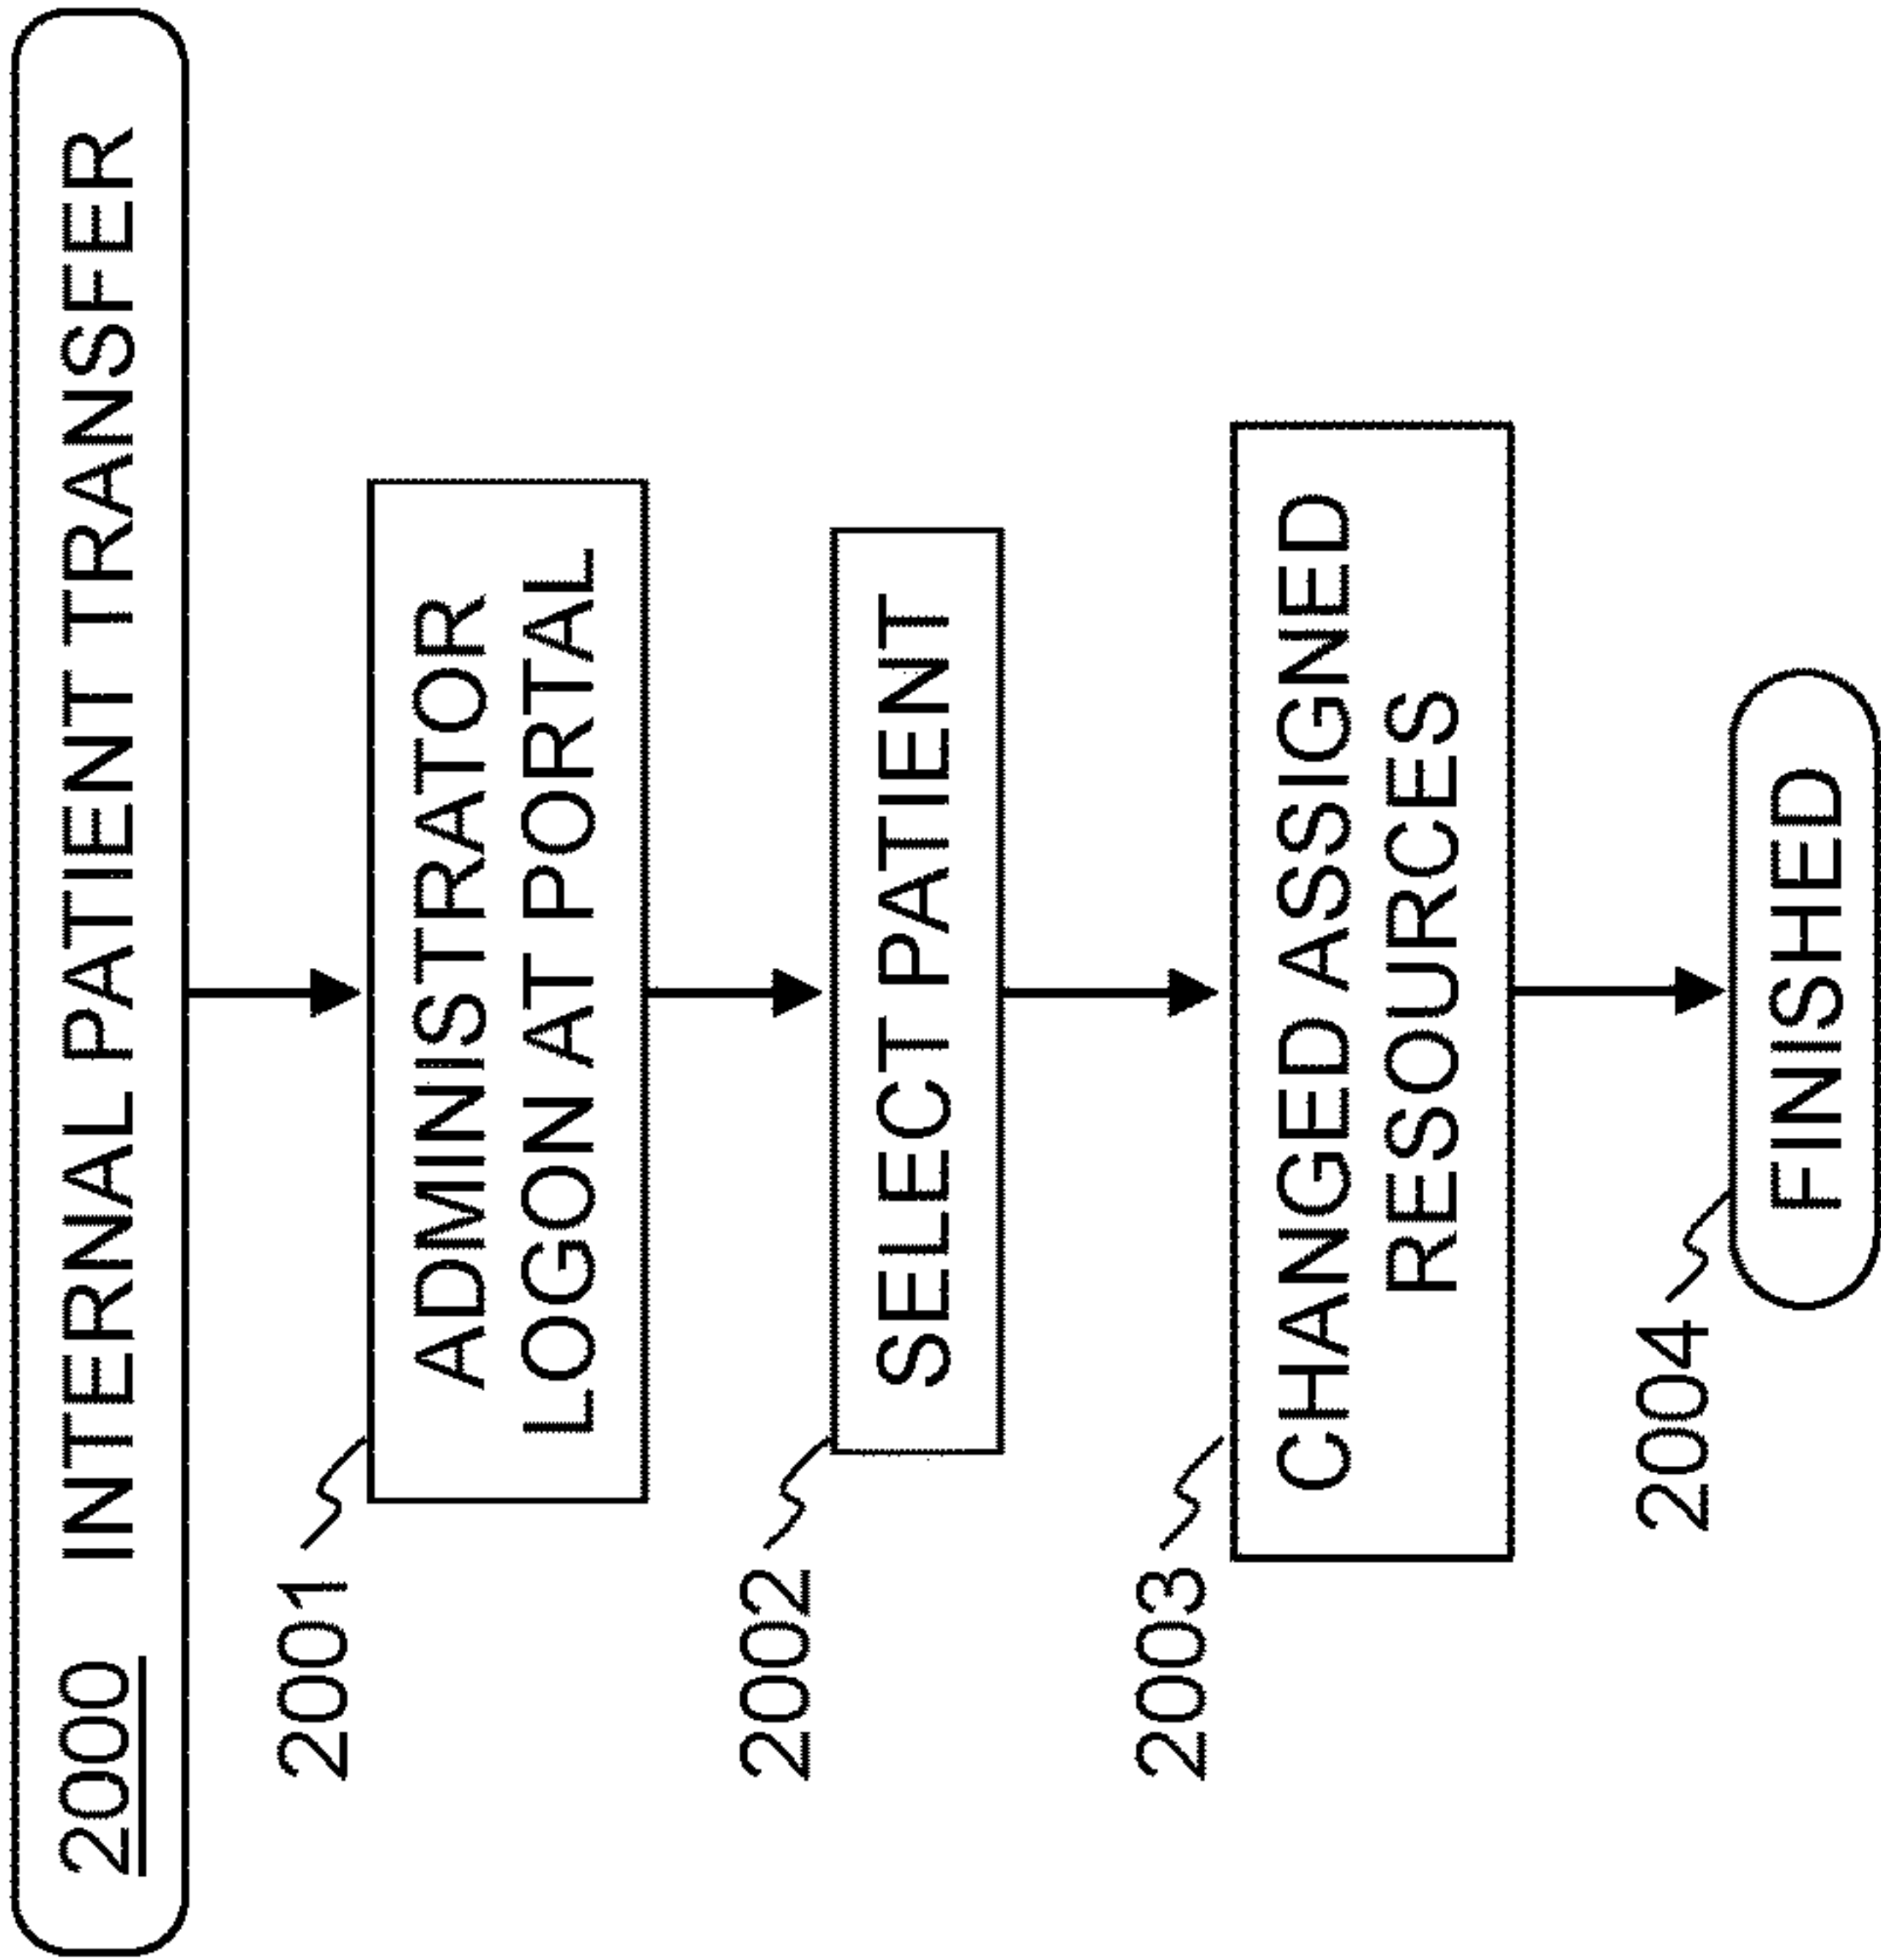 2000 INTERNAL PATIENT TRANSFER
2001
ADMINISTRATOR
LOGON AT PORTAL
2002
SELECT PATIENT
2003
CHANGED ASSIGNED
RESOURCES
2004
FINISHED